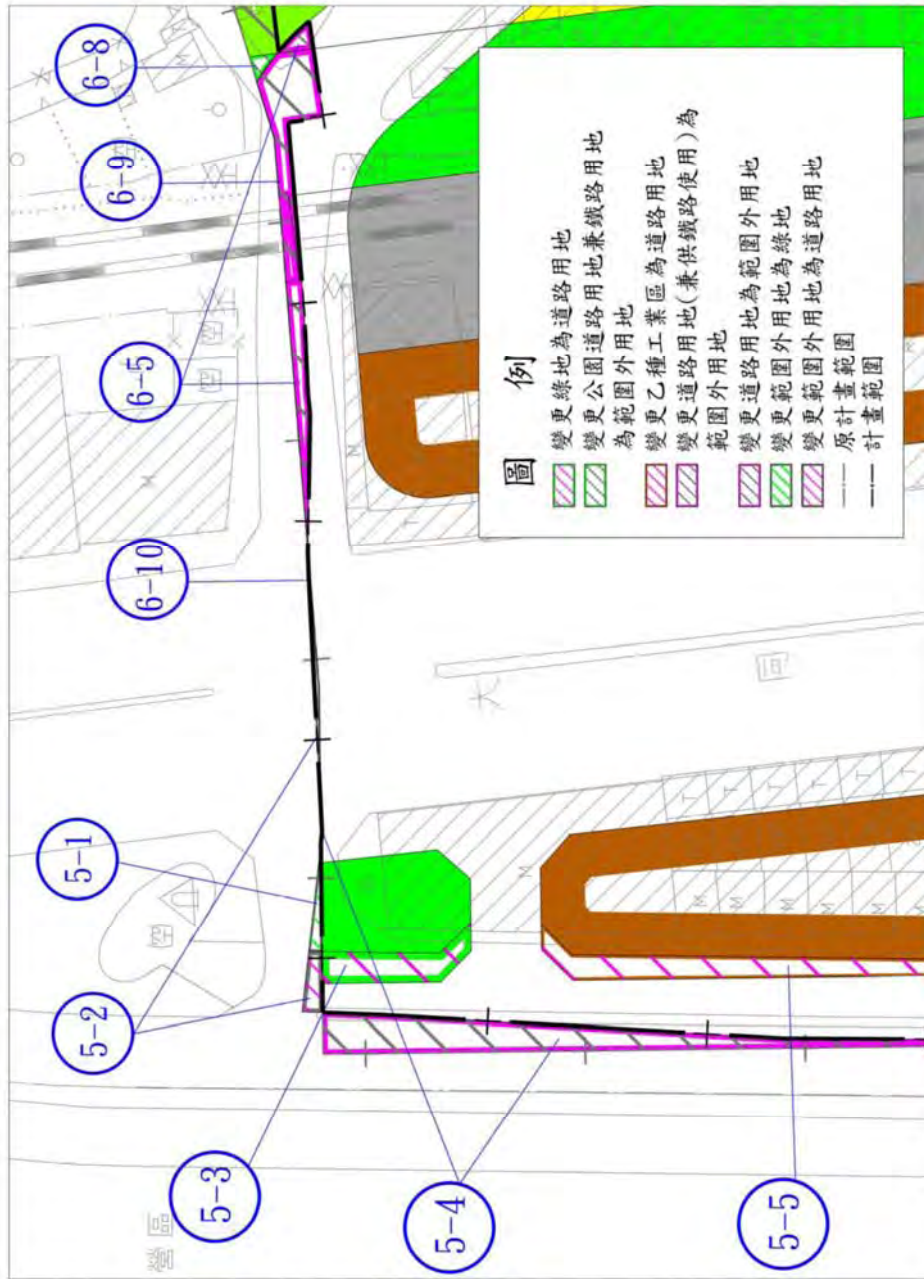 6-8
6-9
6-5
6-10
5-1
5-2
5-3
5-4
5-5
圖例
變更綠地為道路用地
變更公園道路用地兼鐵路用地
為範圍外用地
變更乙種工業區為道路用地
變更道路用地(兼供鐵路使用)為
範圍外用地
變更道路用地為範圍外用地
變更範圍外用地為綠地
變更範圍外用地為道路用地
原計畫範圍
計畫範圍
營區
空
大
同
M
M
M
T
T
T
T
M
M
M
M